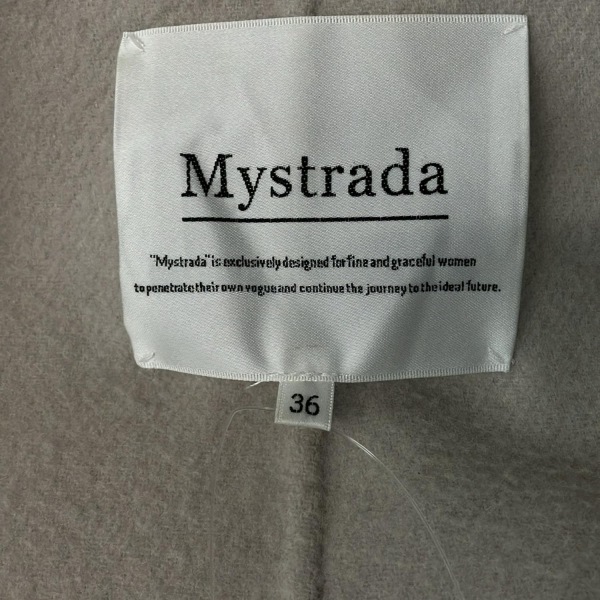 Mystrada
"Mystrada" is exclusively designed for fine and graceful women
to penetrate their own vogue and continue the journey to the ideal future.
36